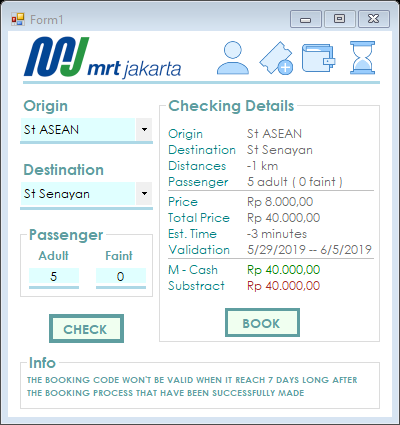 Form1
mrt jakarta
Origin
St ASEAN
Destination
St Senayan
Passenger
Adult Faint
5 0
CHECK
Checking Details
Origin St ASEAN
Destination St Senayan
Distances -1 km
Passenger 5 adult ( 0 faint )
Price Rp 8.000,00
Total Price Rp 40.000,00
Est. Time -3 minutes
Validation 5/29/2019 -- 6/5/2019
M - Cash Rp 40.000,00
Substract Rp 40.000,00
BOOK
Info
THE BOOKING CODE WON'T BE VALID WHEN IT REACH 7 DAYS LONG AFTER
THE BOOKING PROCESS THAT HAVE BEEN SUCCESSFULLY MADE